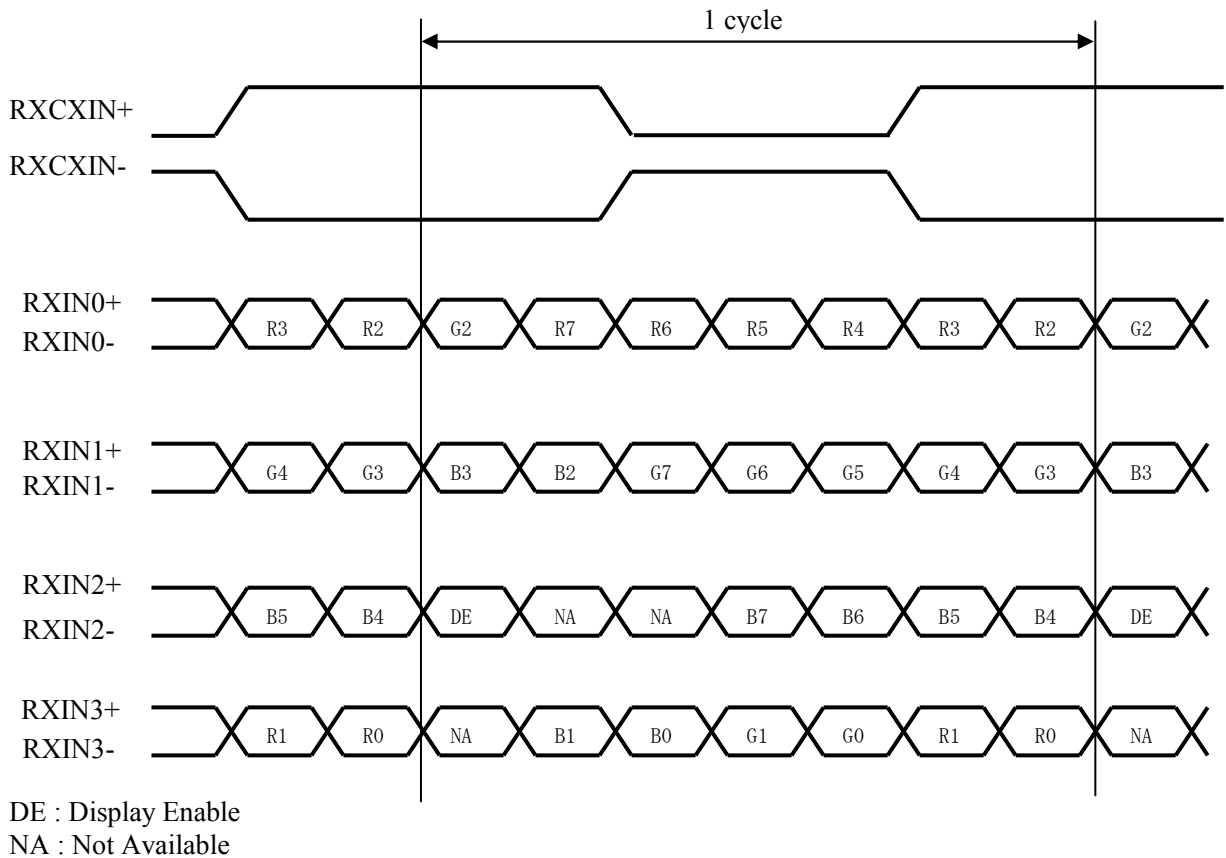 1 cycle
RXCXIN+
RXCXIN-
RXIN0+
R3 R2 G2 R7 R6 R5 R4 R3 R2 G2
RXIN0-
RXIN1+
G4 G3 B3 B2 G7 G6 G5 G4 G3 B3
RXIN1-
RXIN2+
B5 B4 DE NA NA B7 B6 B5 B4 DE
RXIN2-
RXIN3+
R1 R0 NA B1 B0 G1 G0 R1 R0 NA
RXIN3-
DE : Display Enable
NA : Not Available